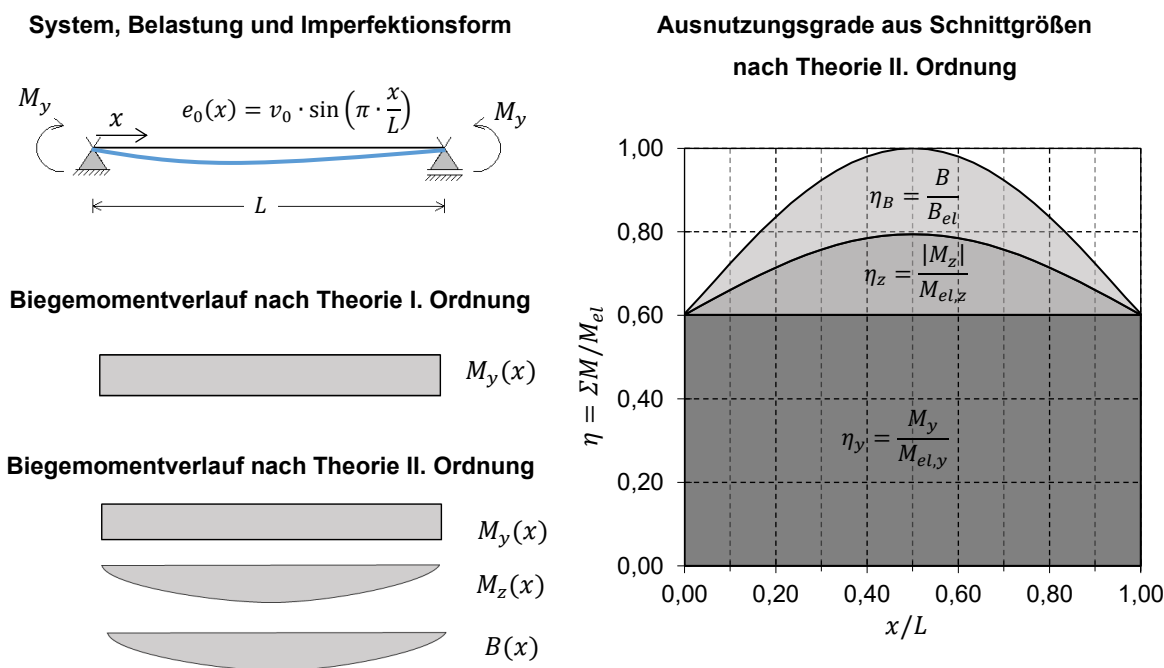 System, Belastung und Imperfektionsform
M_y
x
e_0(x) = v_0 · sin (π · x/L)
M_y
L
Biegemomentverlauf nach Theorie I. Ordnung
M_y(x)
Biegemomentverlauf nach Theorie II. Ordnung
M_y(x)
M_z(x)
B(x)
Ausnutzungsgrade aus Schnittgrößen
nach Theorie II. Ordnung
η = ΣM/M_el
1,00
0,80
0,60
0,40
0,20
0,00
η_B = B/B_el
η_z = |M_z|/M_el,z
η_y = M_y/M_el,y
0,00 0,20 0,40 0,60 0,80 1,00
x/L